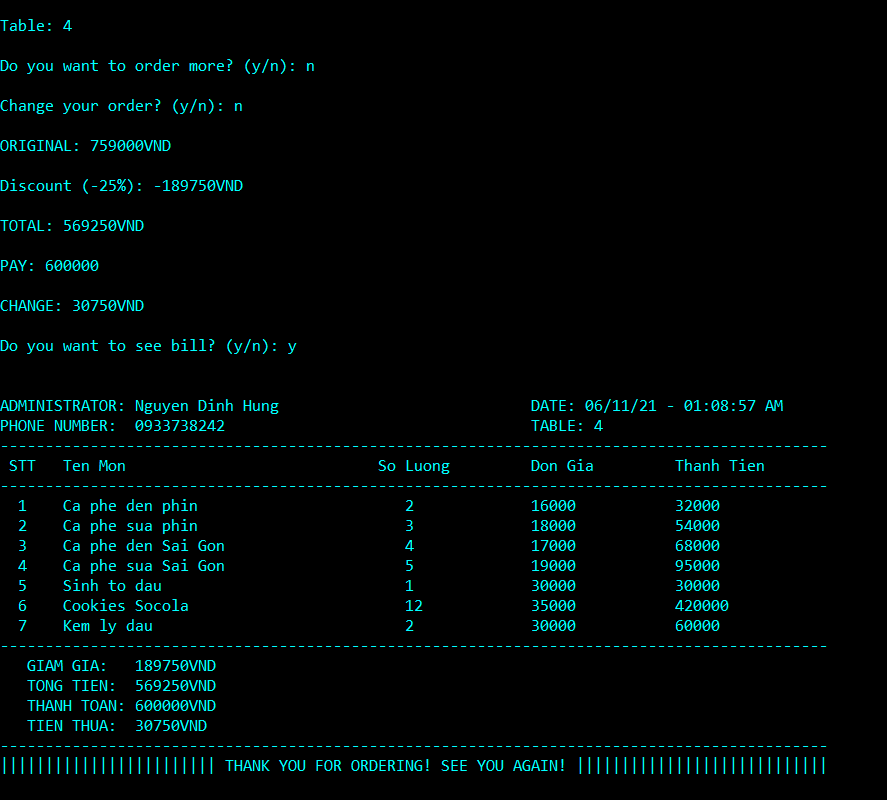 Table: 4
Do you want to order more? (y/n): n
Change your order? (y/n): n
ORIGINAL: 759000VND
Discount (-25%): -189750VND
TOTAL: 569250VND
PAY: 600000
CHANGE: 30750VND
Do you want to see bill? (y/n): y
ADMINISTRATOR: Nguyen Dinh Hung DATE: 06/11/21 - 01:08:57 AM
PHONE NUMBER: 0933738242 TABLE: 4
--------------------------------------------------------------------------------------------
STT Ten Mon So Luong Don Gia Thanh Tien
--------------------------------------------------------------------------------------------
1 Ca phe den phin 2 16000 32000
2 Ca phe sua phin 3 18000 54000
3 Ca phe den Sai Gon 4 17000 68000
4 Ca phe sua Sai Gon 5 19000 95000
5 Sinh to dau 1 30000 30000
6 Cookies Socola 12 35000 420000
7 Kem ly dau 2 30000 60000
--------------------------------------------------------------------------------------------
GIAM GIA: 189750VND
TONG TIEN: 569250VND
THANH TOAN: 600000VND
TIEN THUA: 30750VND
--------------------------------------------------------------------------------------------
|||||||||||||||||||||||| THANK YOU FOR ORDERING! SEE YOU AGAIN! ||||||||||||||||||||||||||||